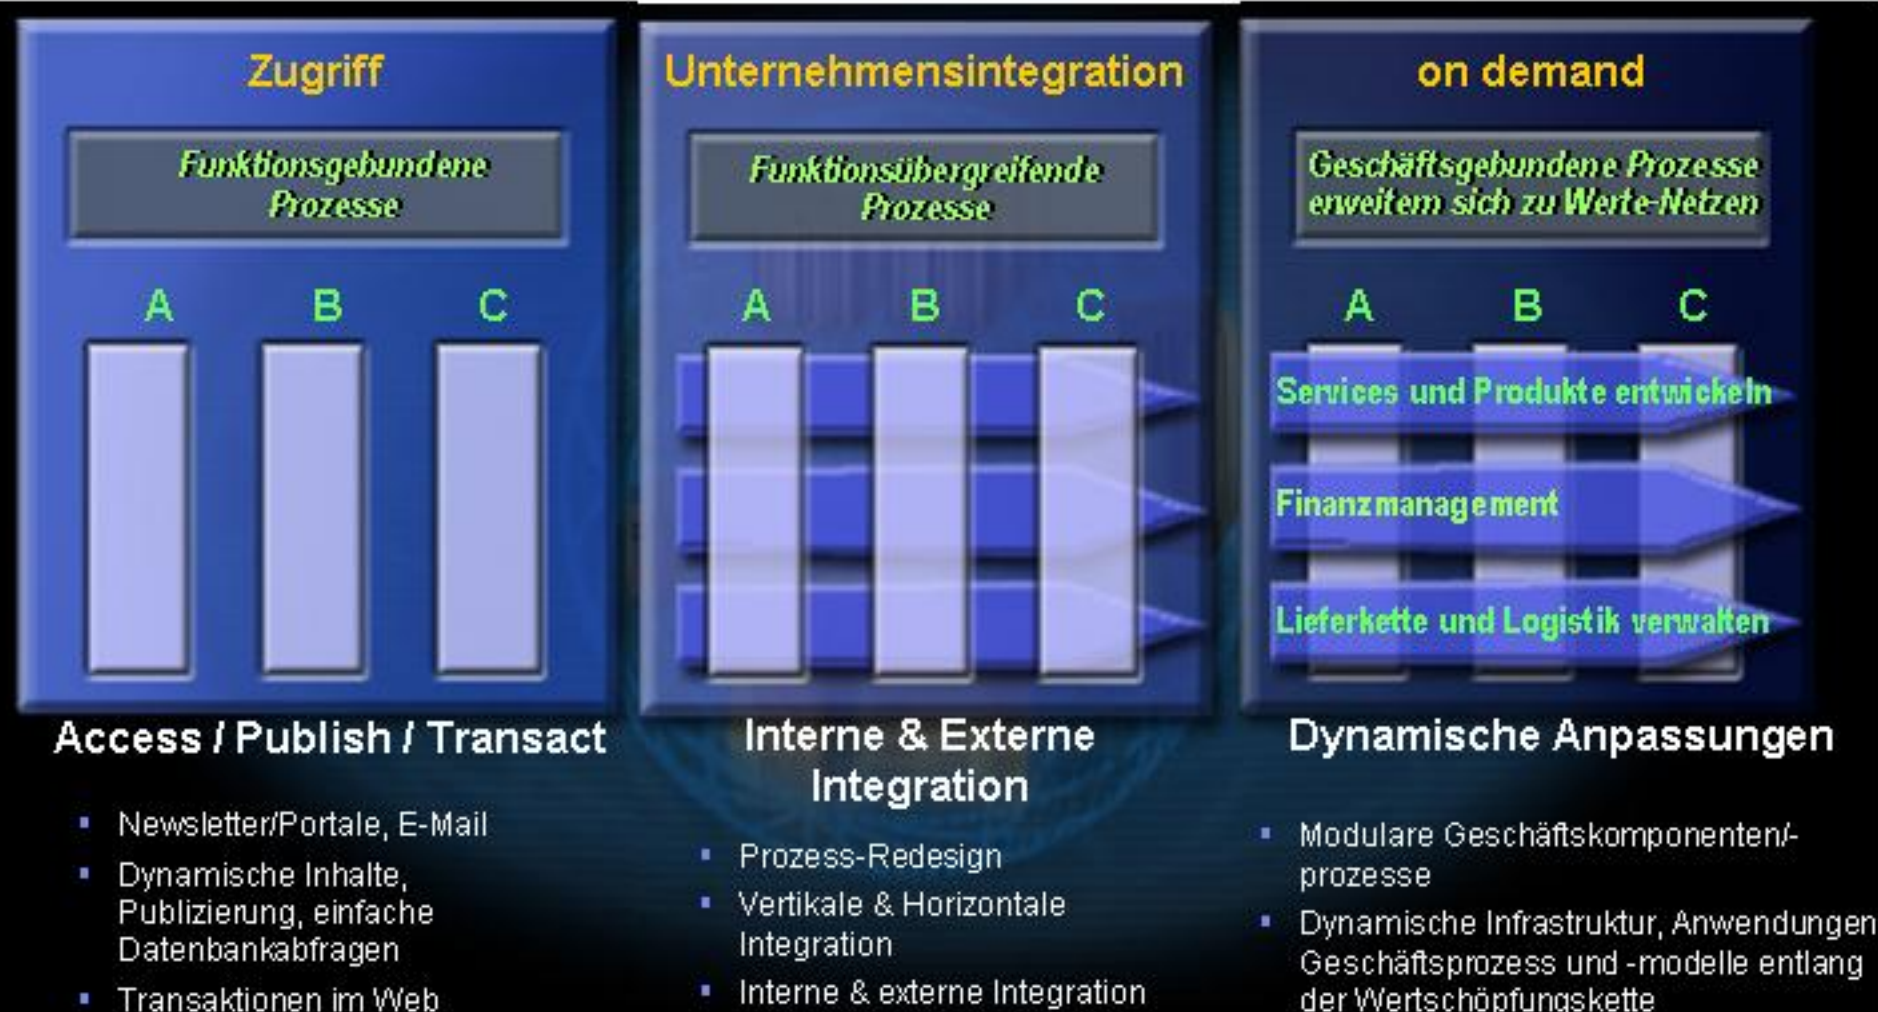 Zugriff
Funktionsgebundene
Prozesse
A B C
Access / Publish / Transact
▪ Newsletter/Portale, E-Mail
▪ Dynamische Inhalte,
Publizierung, einfache
Datenbankabfragen
▪ Transaktionen im Web
Unternehmensintegration
Funktionsübergreifende
Prozesse
A B C
Interne & Externe
Integration
▪ Prozess-Redesign
▪ Vertikale & Horizontale
Integration
▪ Interne & externe Integration
on demand
Geschäftsgebundene Prozesse
erweitern sich zu Werte-Netzen
A B C
Services und Produkte entwickeln
Finanzmanagement
Lieferkette und Logistik verwalten
Dynamische Anpassungen
▪ Modulare Geschäftskomponenten/-
prozesse
▪ Dynamische Infrastruktur, Anwendungen
Geschäftsprozess und -modelle entlang
der Wertschöpfungskette